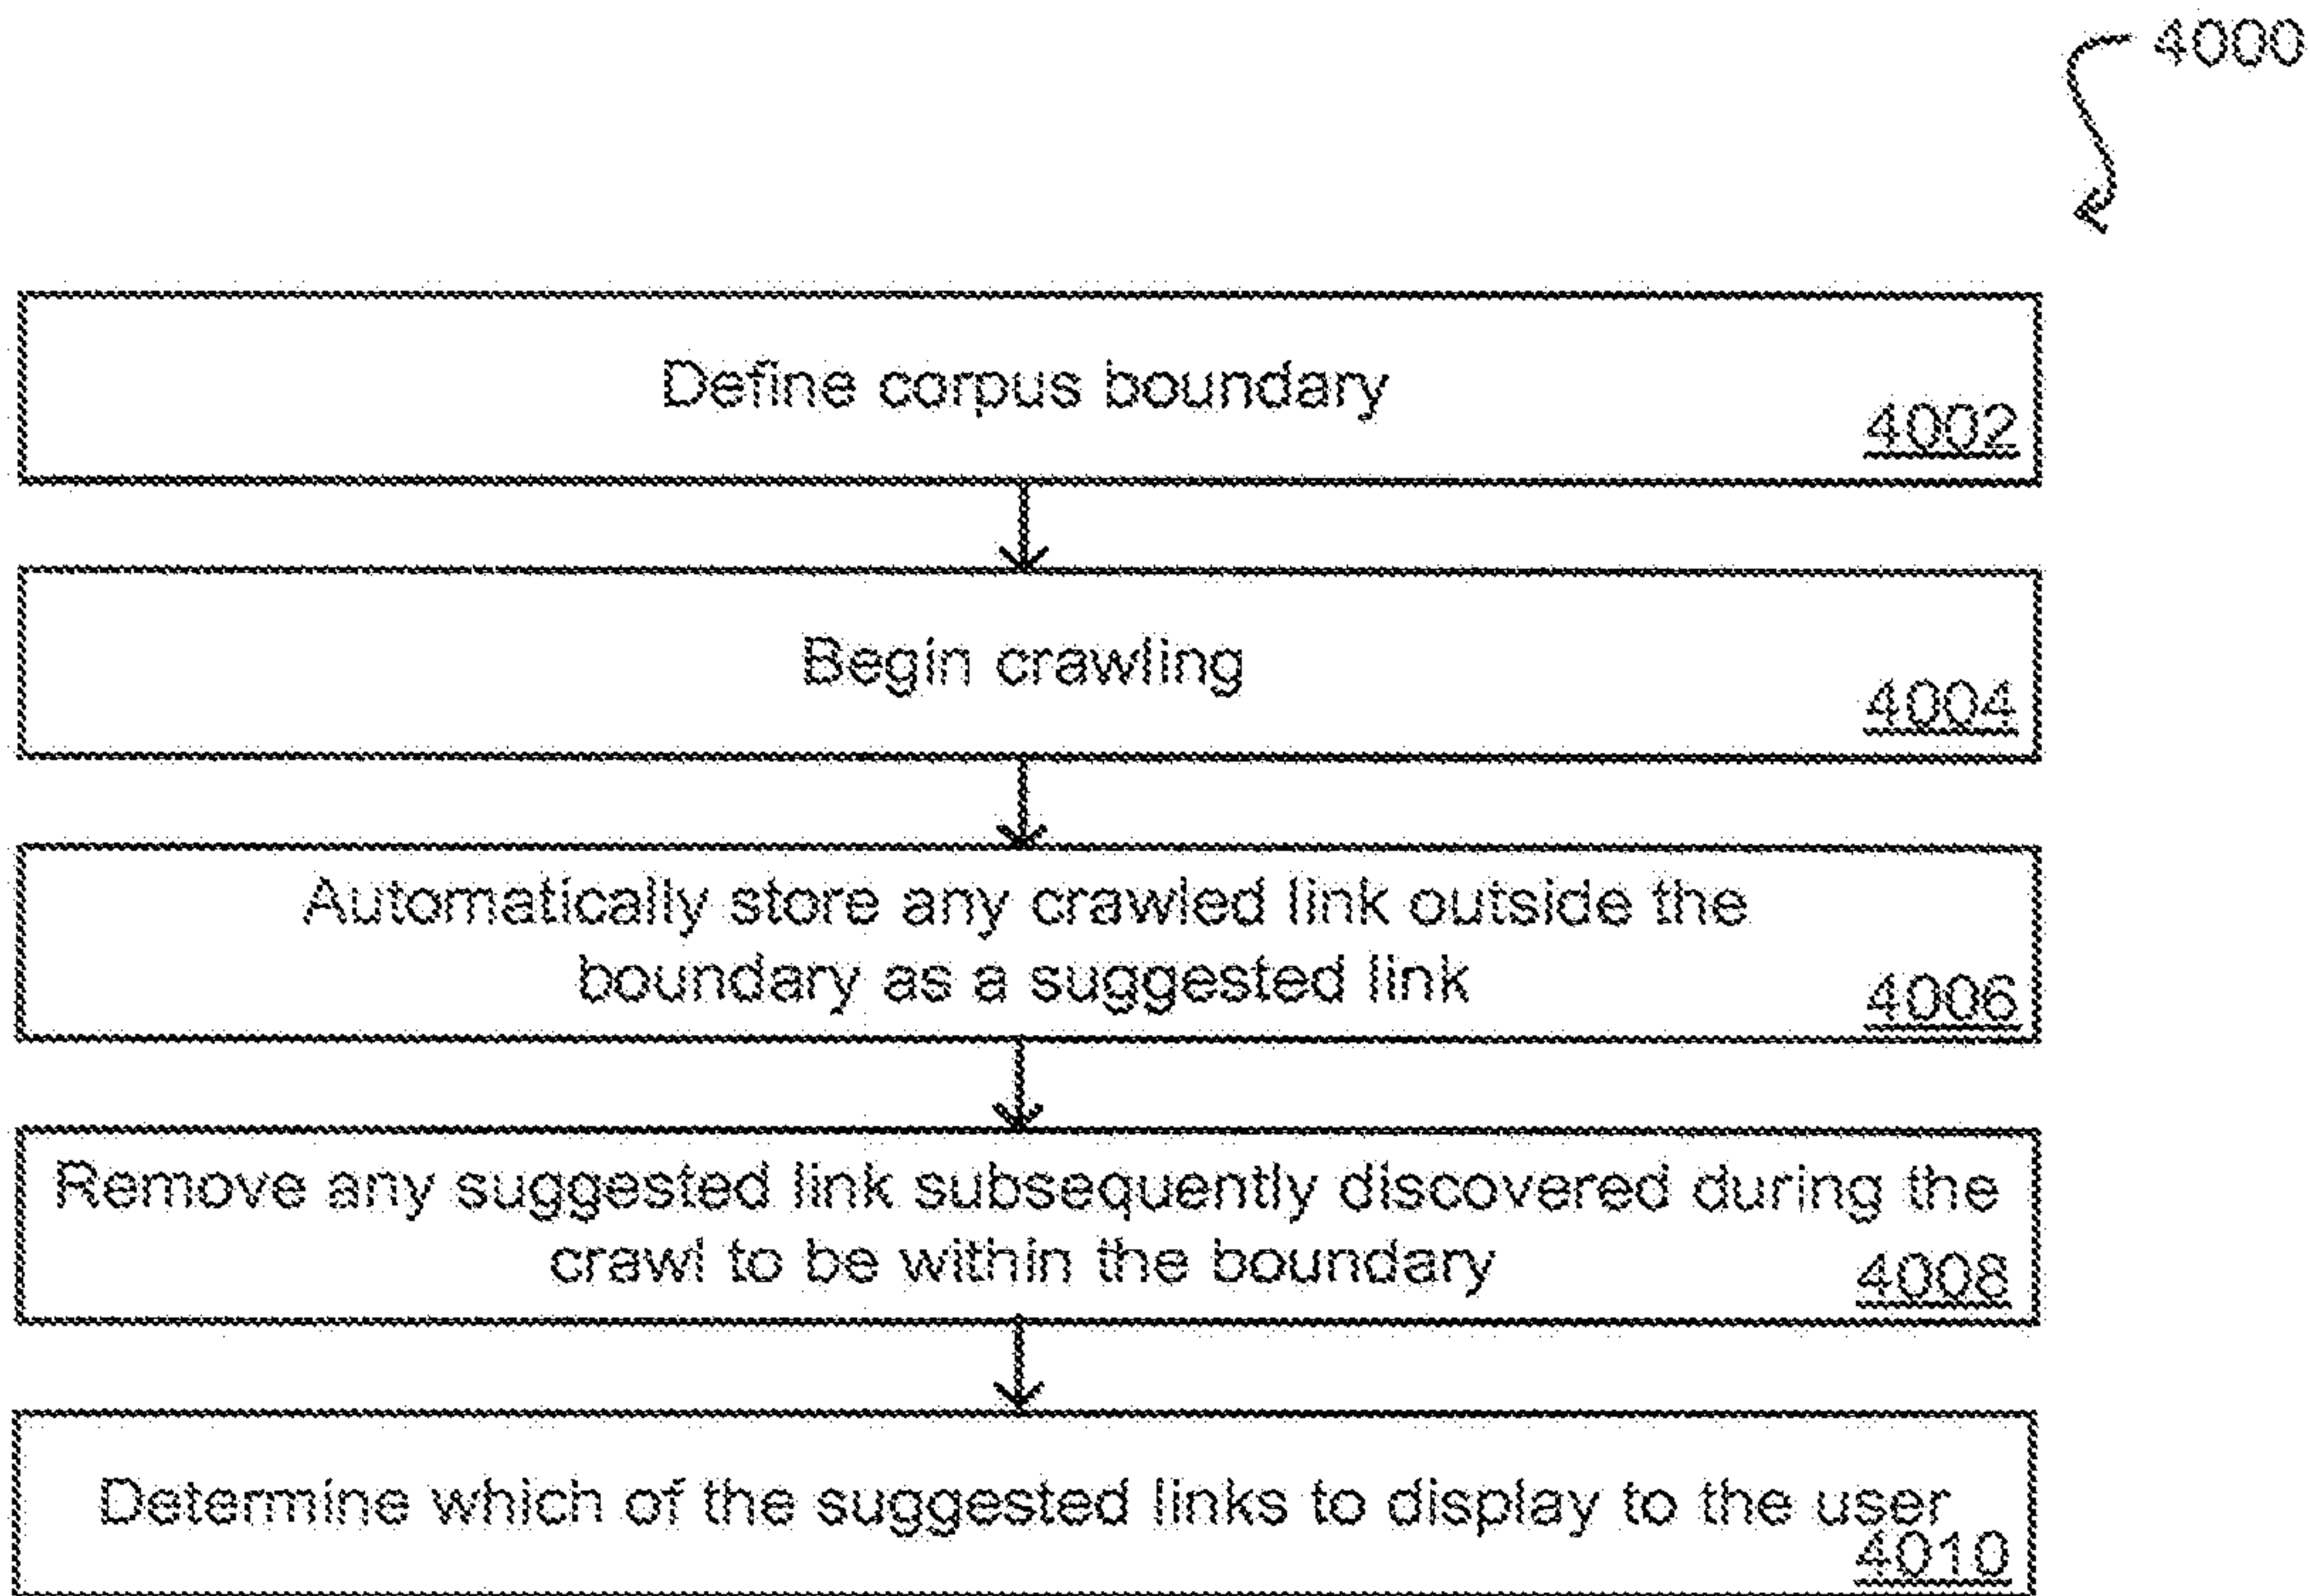 4000
Define corpus boundary
4002
Begin crawling
4004
Automatically store any crawled link outside the
boundary as a suggested link
4006
Remove any suggested link subsequently discovered during the
crawl to be within the boundary
4008
Determine which of the suggested links to display to the user
4010